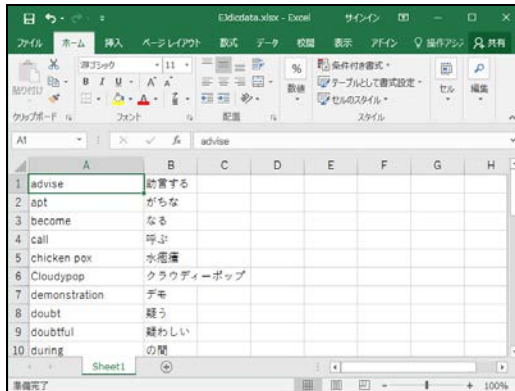 EJdicdata.xlsx - Excel サインイン
ファイル ホーム 挿入 ページレイアウト 数式 データ 校閲 表示 アドイン 操作アシス 共有
貼り付け
游ゴシック 11
B I U A A
% 数値
条件付き書式
テーブルとして書式設定
セルのスタイル
セル
編集
クリップボード フォント 配置 スタイル
A1 fx advise
A B C D E F G H
1 advise 助言する
2 apt がちな
3 become なる
4 call 呼ぶ
5 chicken pox 水疱瘡
6 Cloudypop クラウディーポップ
7 demonstration デモ
8 doubt 疑う
9 doubtful 疑わしい
10 during の間
Sheet1
準備完了 100%